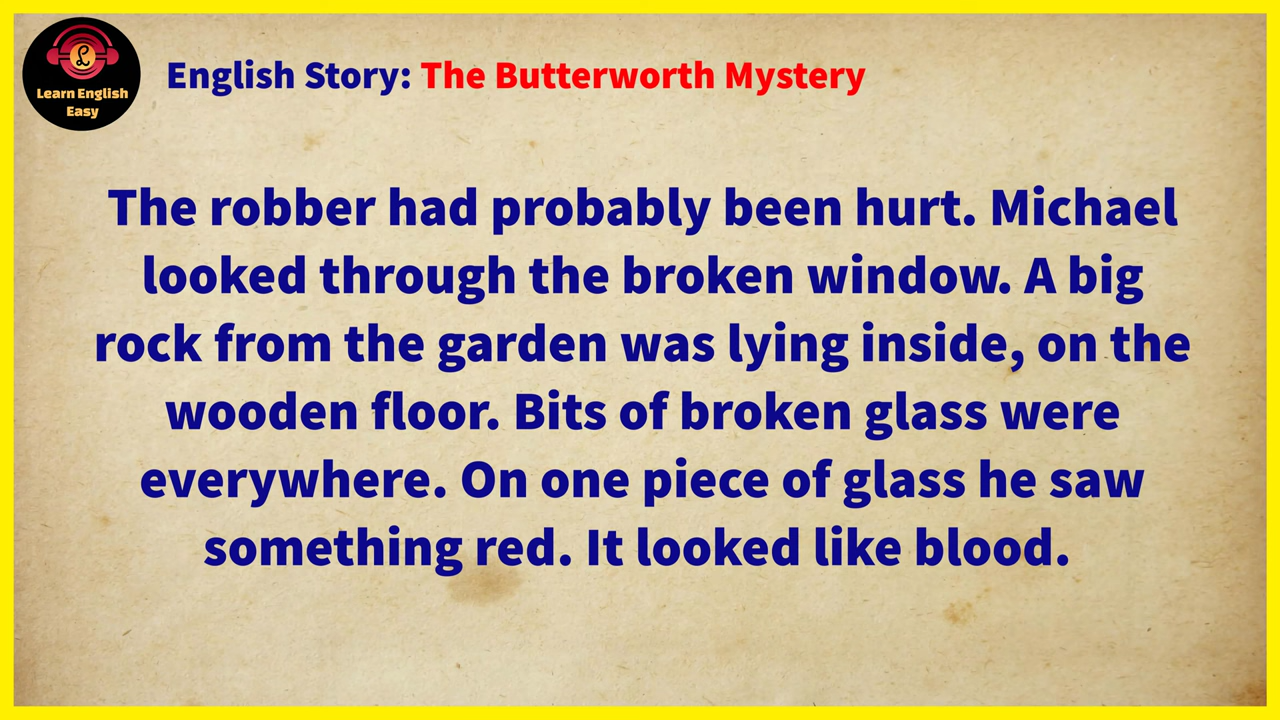 Learn English
Easy
English Story: The Butterworth Mystery
The robber had probably been hurt. Michael
looked through the broken window. A big
rock from the garden was lying inside, on the
wooden floor. Bits of broken glass were
everywhere. On one piece of glass he saw
something red. It looked like blood.